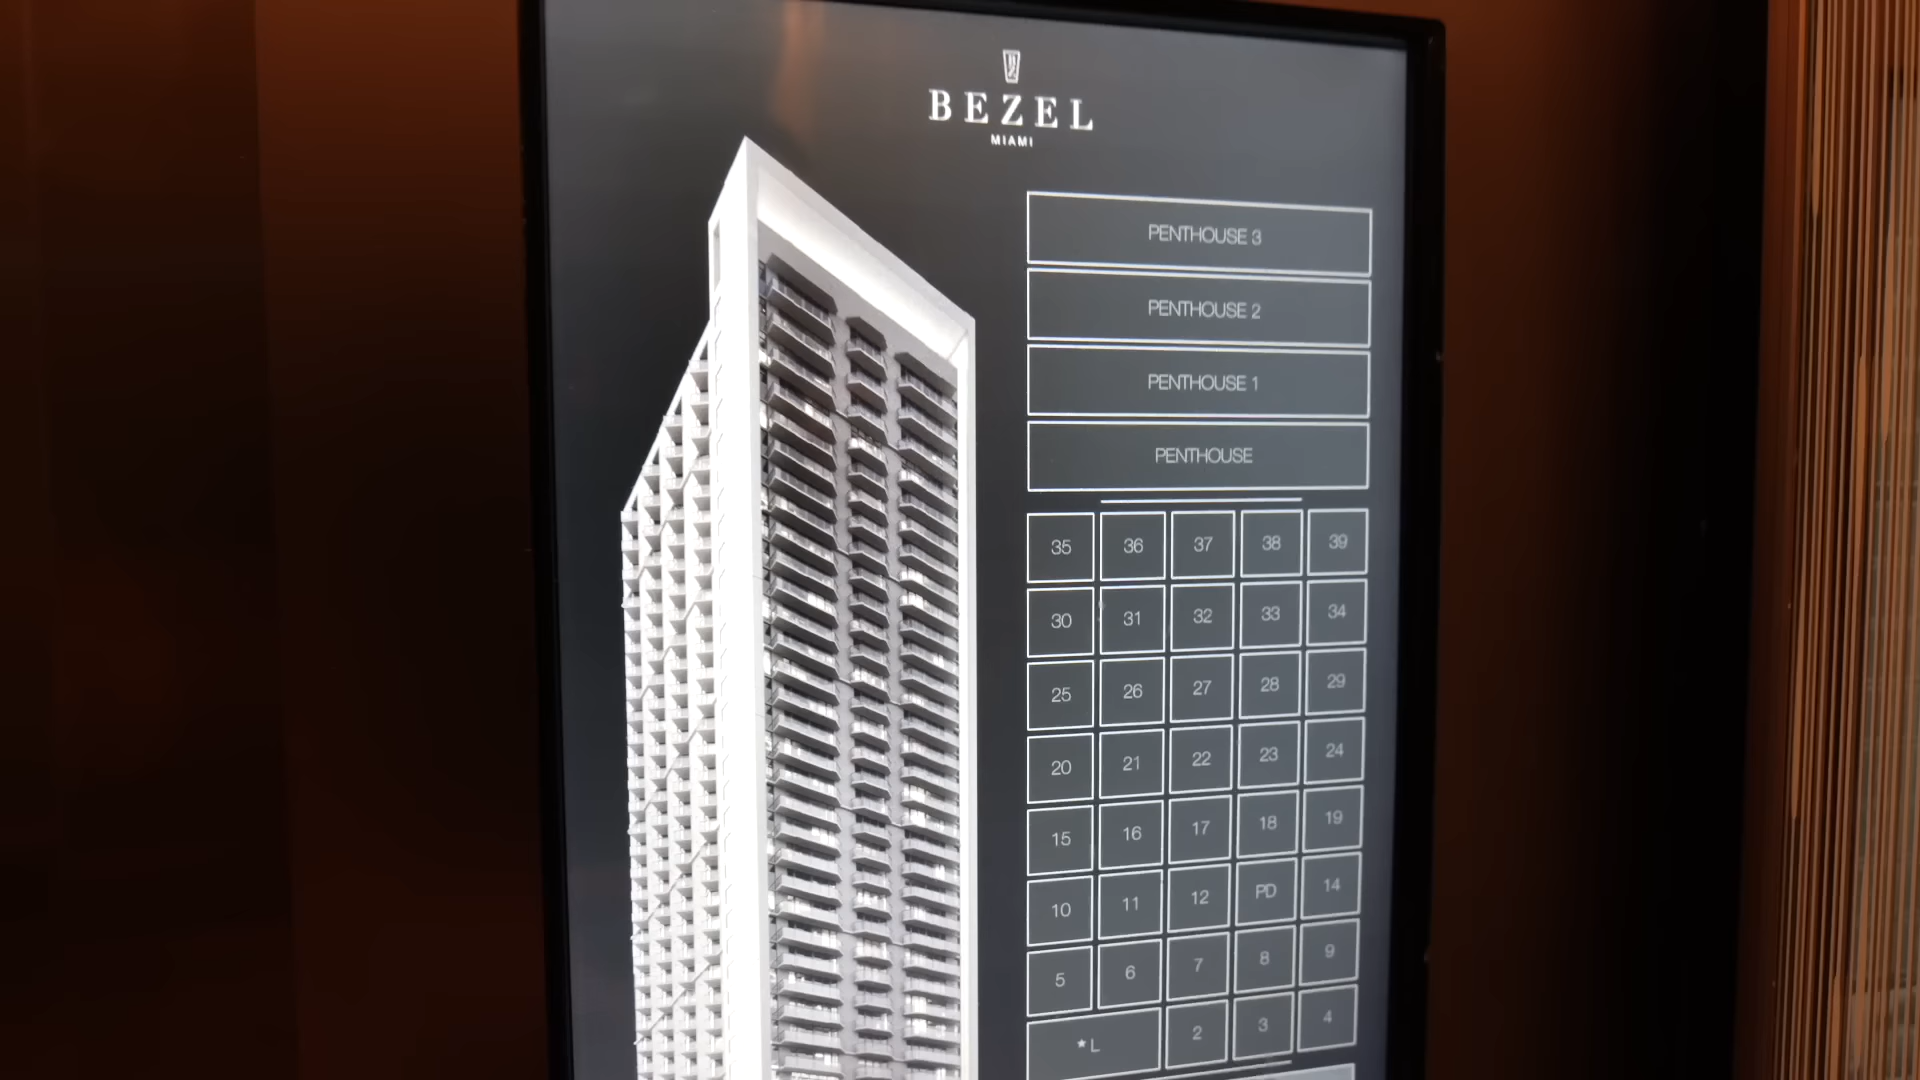 BEZEL
MIAMI
PENTHOUSE 3
PENTHOUSE 2
PENTHOUSE 1
PENTHOUSE
35 36 37 38 39
30 31 32 33 34
25 26 27 28 29
20 21 22 23 24
15 16 17 18 19
10 11 12 PD 14
5 6 7 8 9
★ L 2 3 4